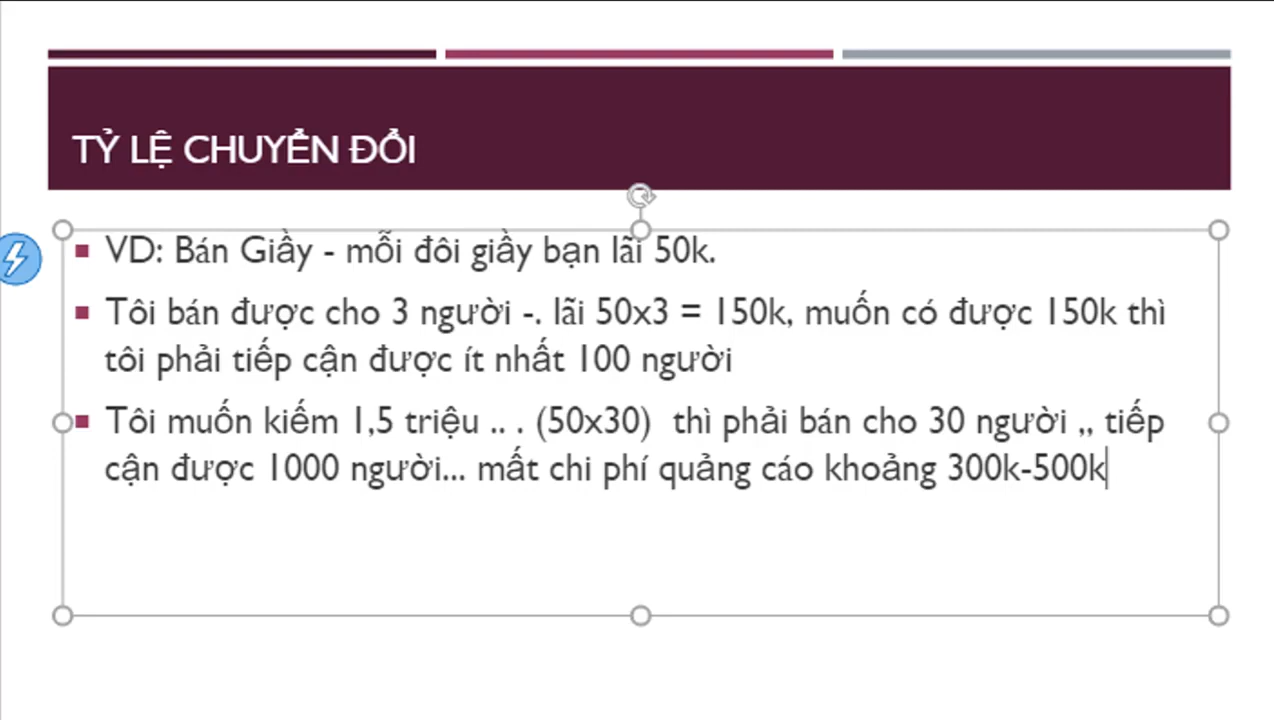 TỶ LỆ CHUYỂN ĐỔI
VD: Bán Giầy - mỗi đôi giầy bạn lãi 50k.
Tôi bán được cho 3 người -. lãi 50x3 = 150k, muốn có được 150k thì
tôi phải tiếp cận được ít nhất 100 người
Tôi muốn kiếm 1,5 triệu .. . (50x30)  thì phải bán cho 30 người ,, tiếp
cận được 1000 người... mất chi phí quảng cáo khoảng 300k-500k